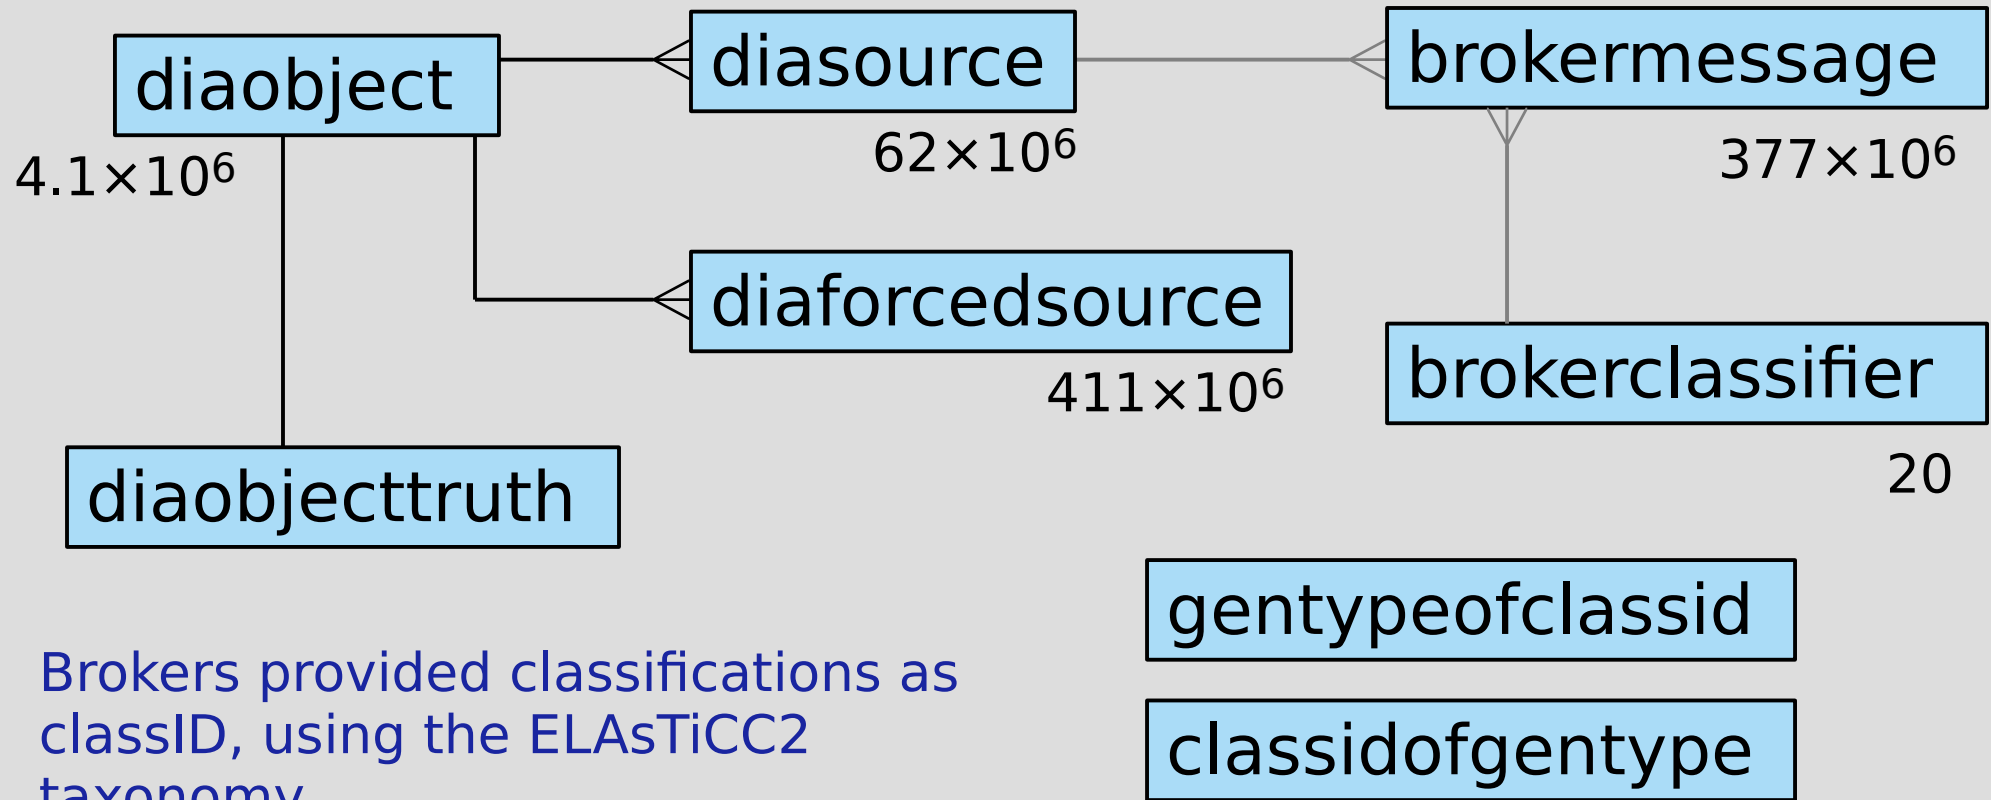 diaobject
diasource
brokermessage
4.1×10⁶
62×10⁶
377×10⁶
diaforcedsource
411×10⁶
brokerclassifier
20
diaobjecttruth
gentypeofclassid
classidofgentype
Brokers provided classifications as
classID, using the ELAsTiCC2
taxonomy